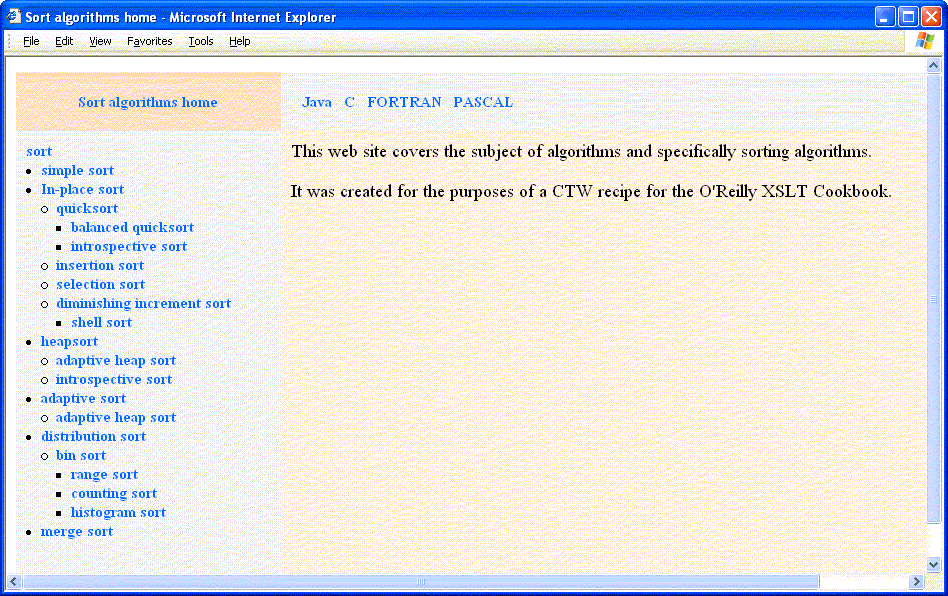 Sort algorithms home - Microsoft Internet Explorer
File Edit View Favorites Tools Help
Sort algorithms home
Java C FORTRAN PASCAL
sort
simple sort
In-place sort
quicksort
balanced quicksort
introspective sort
insertion sort
selection sort
diminishing increment sort
shell sort
heapsort
adaptive heap sort
introspective sort
adaptive sort
adaptive heap sort
distribution sort
bin sort
range sort
counting sort
histogram sort
merge sort
This web site covers the subject of algorithms and specifically sorting algorithms.
It was created for the purposes of a CTW recipe for the O'Reilly XSLT Cookbook.